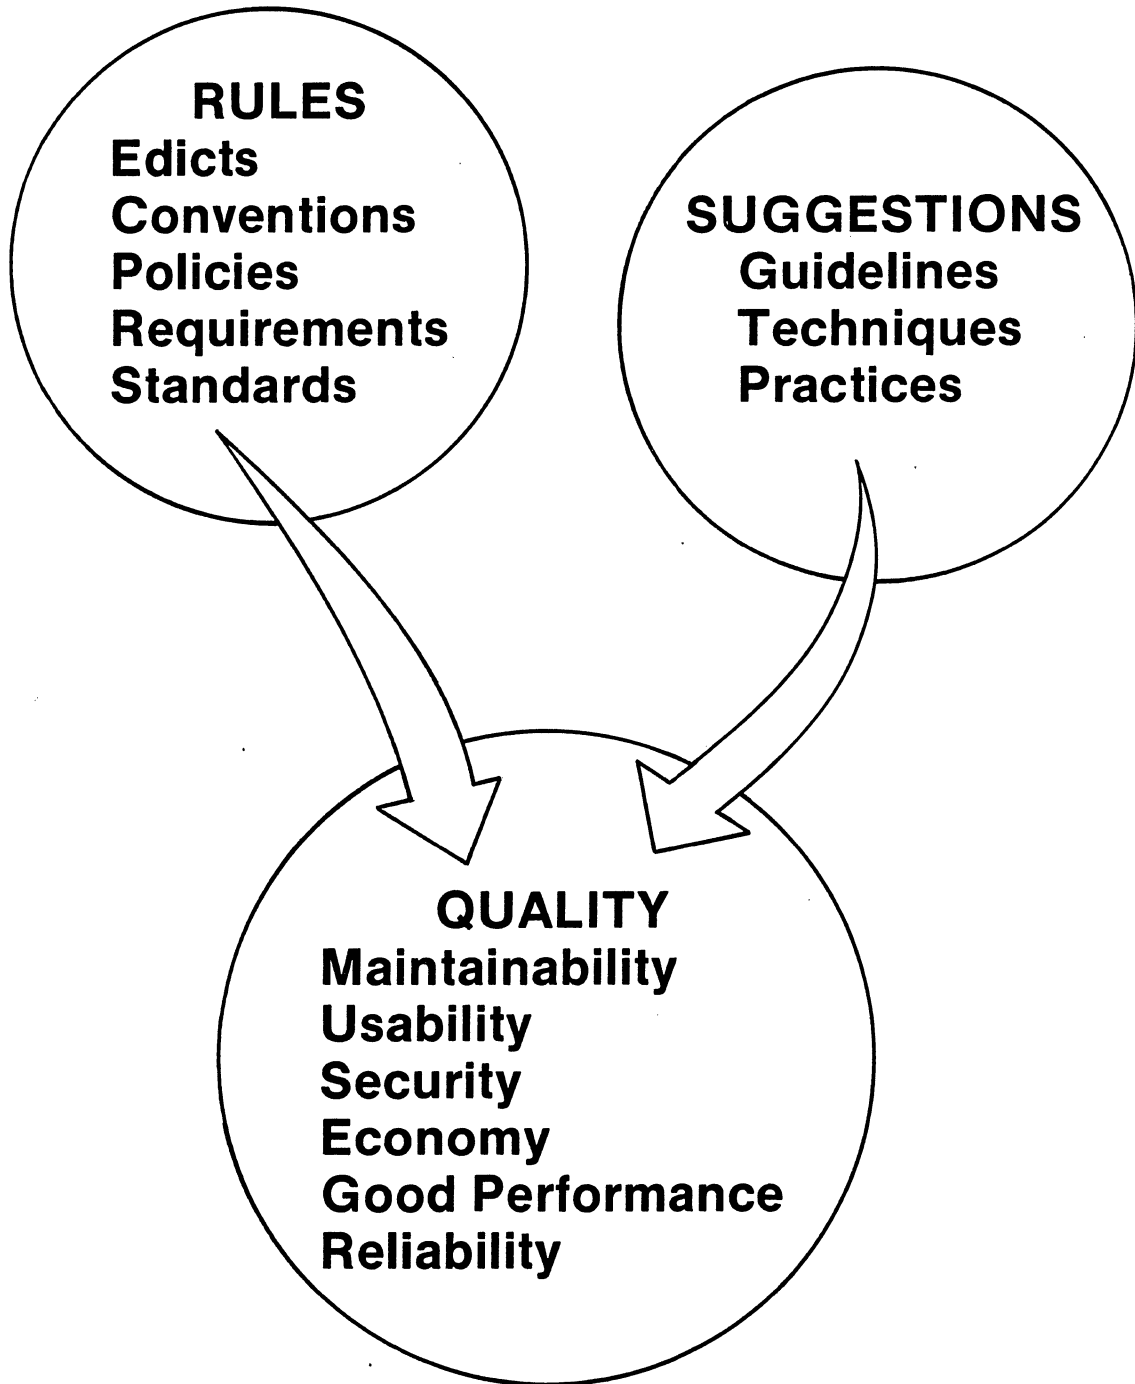 RULES
Edicts
Conventions
Policies
Requirements
Standards
SUGGESTIONS
Guidelines
Techniques
Practices
QUALITY
Maintainability
Usability
Security
Economy
Good Performance
Reliability